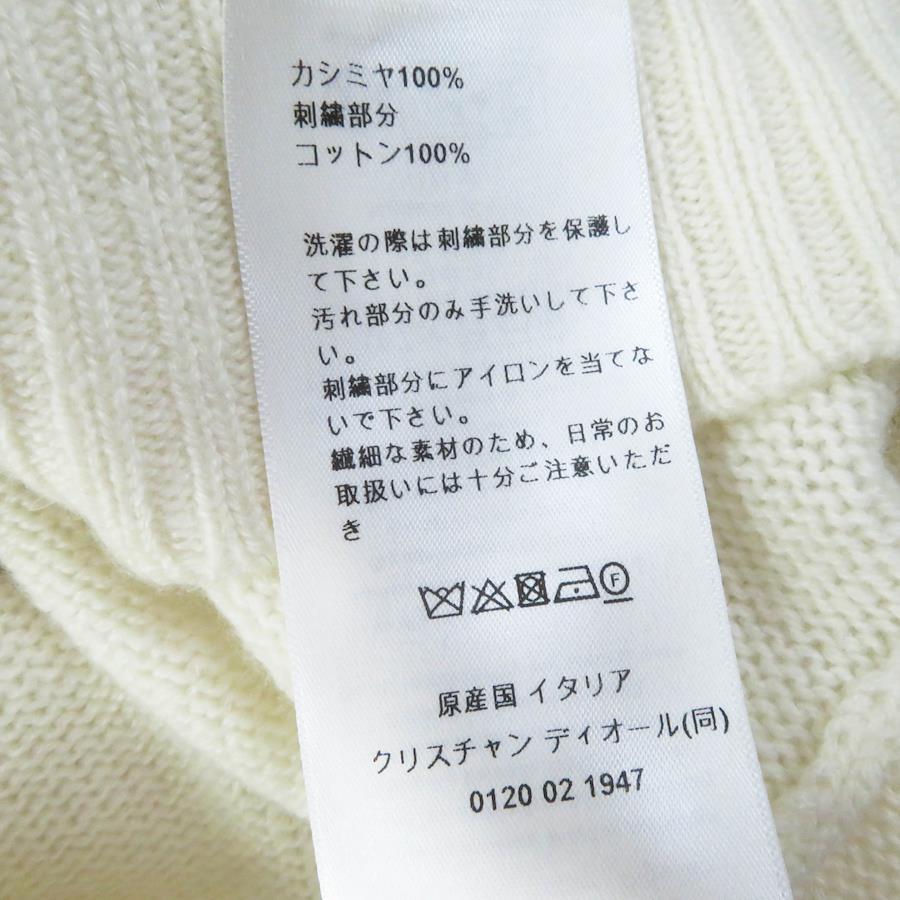 カシミヤ100%
刺繍部分
コットン100%
洗濯の際は刺繍部分を保護し
て下さい。
汚れ部分のみ手洗いして下さ
い。
刺繍部分にアイロンを当てな
いで下さい。
繊細な素材のため、日常のお
取扱いには十分ご注意いただ
き
F
原産国 イタリア
クリスチャン ディオール(同)
0120 02 1947